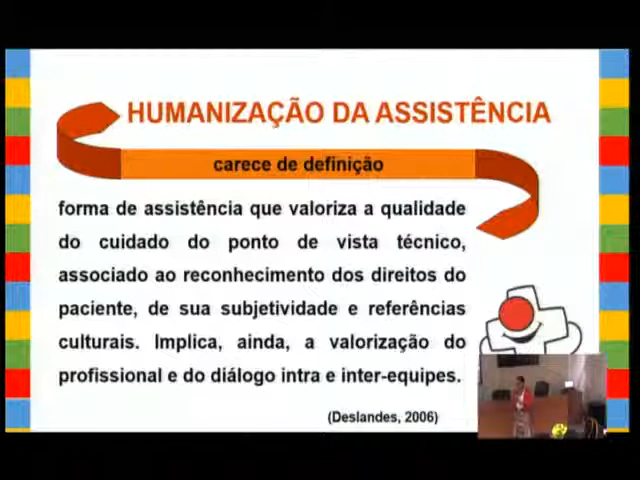 HUMANIZAÇÃO DA ASSISTÊNCIA
carece de definição
forma de assistência que valoriza a qualidade
do cuidado do ponto de vista técnico,
associado ao reconhecimento dos direitos do
paciente, de sua subjetividade e referências
culturais. Implica, ainda, a valorização do
profissional e do diálogo intra e inter-equipes.
(Deslandes, 2006)